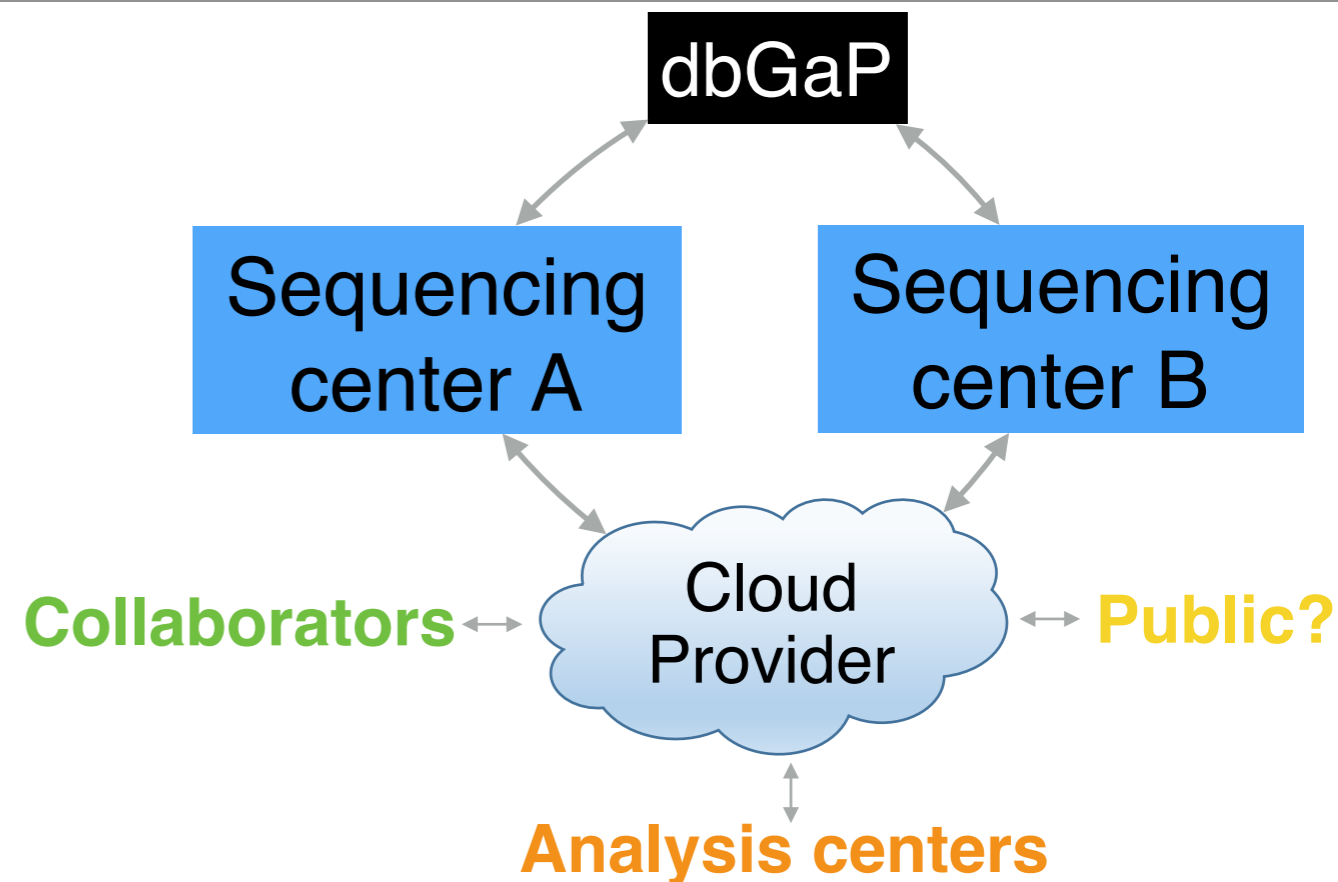 dbGaP
Sequencing
center A
Sequencing
center B
Cloud
Provider
Collaborators
Public?
Analysis centers